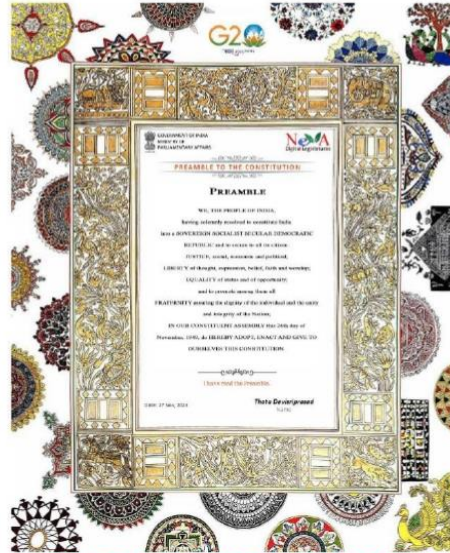 G20
GOVERNMENT OF INDIA
MINISTRY OF
PARLIAMENTARY AFFAIRS
NeVA
Digital Legislatures
PREAMBLE TO THE CONSTITUTION
PREAMBLE
WE, THE PEOPLE OF INDIA,
having solemnly resolved to constitute India
into a SOVEREIGN SOCIALIST SECULAR DEMOCRATIC
REPUBLIC and to secure to all its citizens
JUSTICE, social, economic and political;
LIBERTY of thought, expression, belief, faith and worship;
EQUALITY of status and of opportunity;
and to promote among them all
FRATERNITY assuring the dignity of the individual and the unity
and integrity of the Nation;
IN OUR CONSTITUENT ASSEMBLY this 26th day of
November, 1949, do HEREBY ADOPT, ENACT AND GIVE TO
OURSELVES THIS CONSTITUTION
I have read the Preamble.
Thota Deviprasad